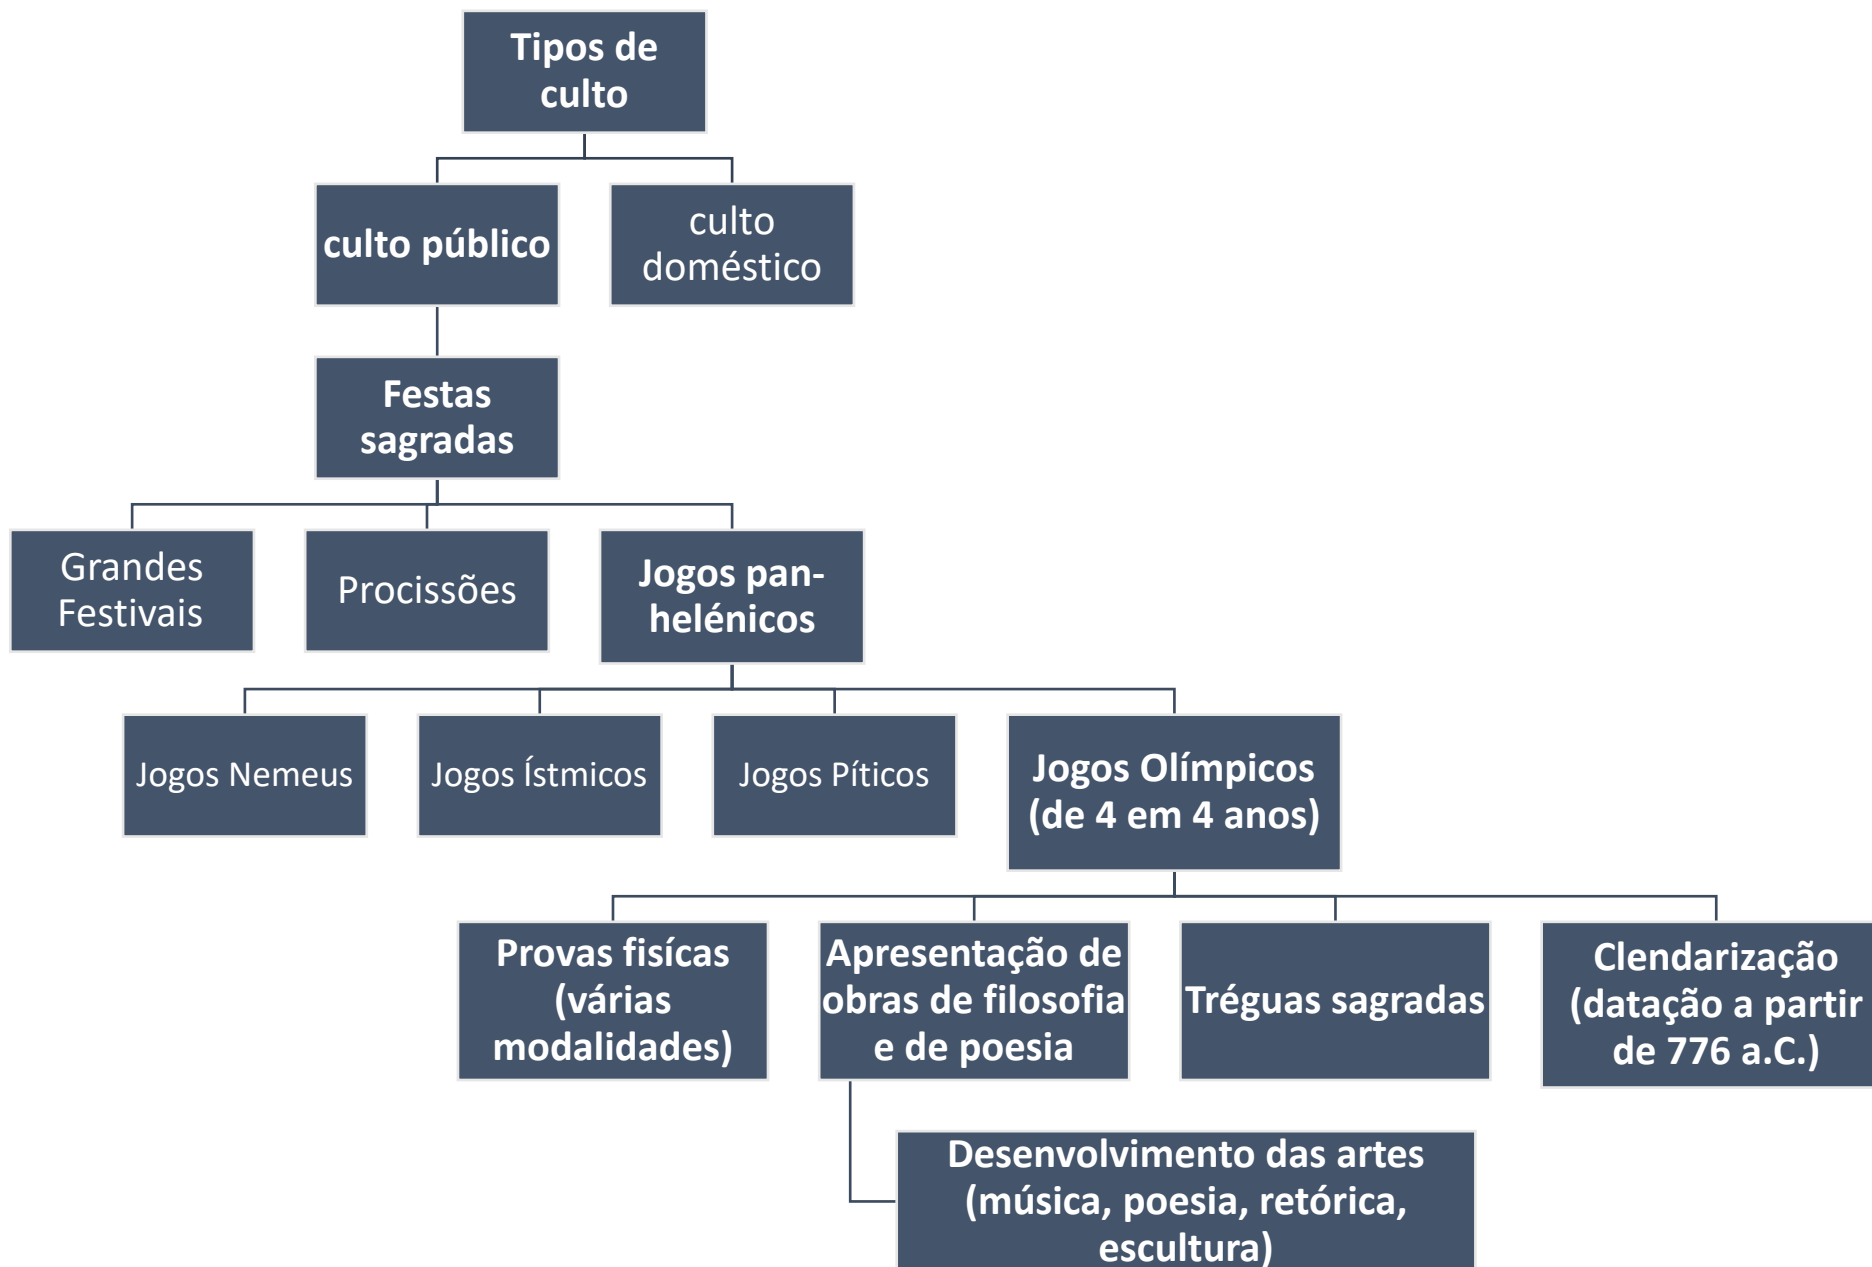 Tipos de
culto
culto público
culto
doméstico
Festas
sagradas
Grandes
Festivais
Procissões
Jogos pan-
helénicos
Jogos Nemeus
Jogos Ístmicos
Jogos Píticos
Jogos Olímpicos
(de 4 em 4 anos)
Provas fisícas
(várias
modalidades)
Apresentação de
obras de filosofia
e de poesia
Tréguas sagradas
Clendarização
(datação a partir
de 776 a.C.)
Desenvolvimento das artes
(música, poesia, retórica,
escultura)